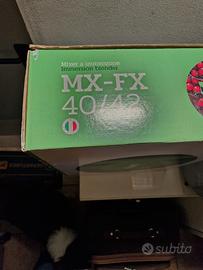 Mixer a immersione
Immersion blender
MX-FX
40/42
subito